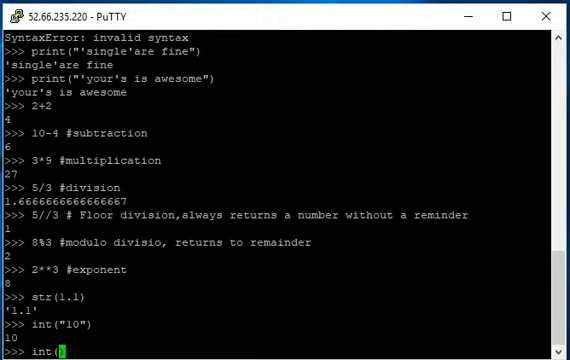 52.66.235.220 - PuTTY
SyntaxError: invalid syntax
>>> print("'single'are fine")
'single'are fine
>>> print("'your's is awesome")
'your's is awesome
>>> 2+2
4
>>> 10-4 #subtraction
6
>>> 3*9 #multiplication
27
>>> 5/3 #division
1.6666666666666667
>>> 5//3 # Floor division,always returns a number without a reminder
1
>>> 8%3 #modulo divisio, returns to remainder
2
>>> 2**3 #exponent
8
>>> str(1.1)
'1.1'
>>> int("10")
10
>>> int()